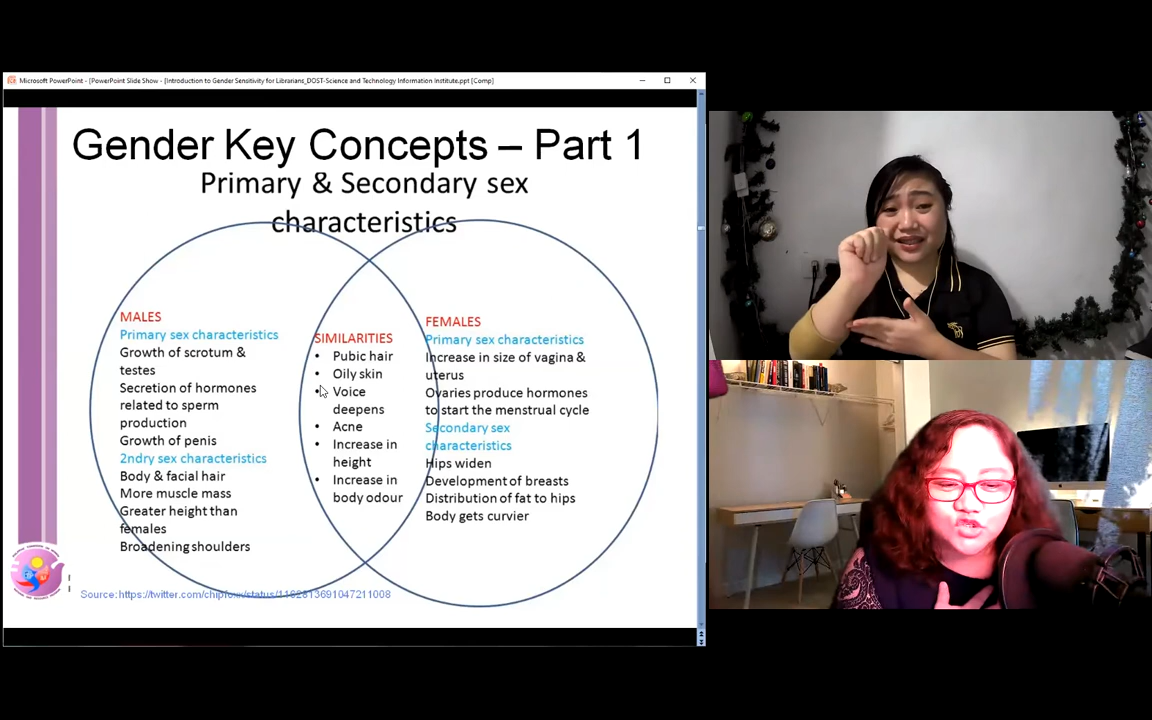 Microsoft PowerPoint - [PowerPoint Slide Show - [Introduction to Gender Sensitivity for Librarians_DOST-Science and Technology Information Institute.ppt [Comp]
Gender Key Concepts – Part 1
Primary & Secondary sex
characteristics
MALES
Primary sex characteristics
Growth of scrotum &
testes
Secretion of hormones
related to sperm
production
Growth of penis
2ndry sex characteristics
Body & facial hair
More muscle mass
Greater height than
females
Broadening shoulders
SIMILARITIES
• Pubic hair
• Oily skin
• Voice
deepens
• Acne
• Increase in
height
• Increase in
body odour
FEMALES
Primary sex characteristics
Increase in size of vagina &
uterus
Ovaries produce hormones
to start the menstrual cycle
Secondary sex
characteristics
Hips widen
Development of breasts
Distribution of fat to hips
Body gets curvier
Source: